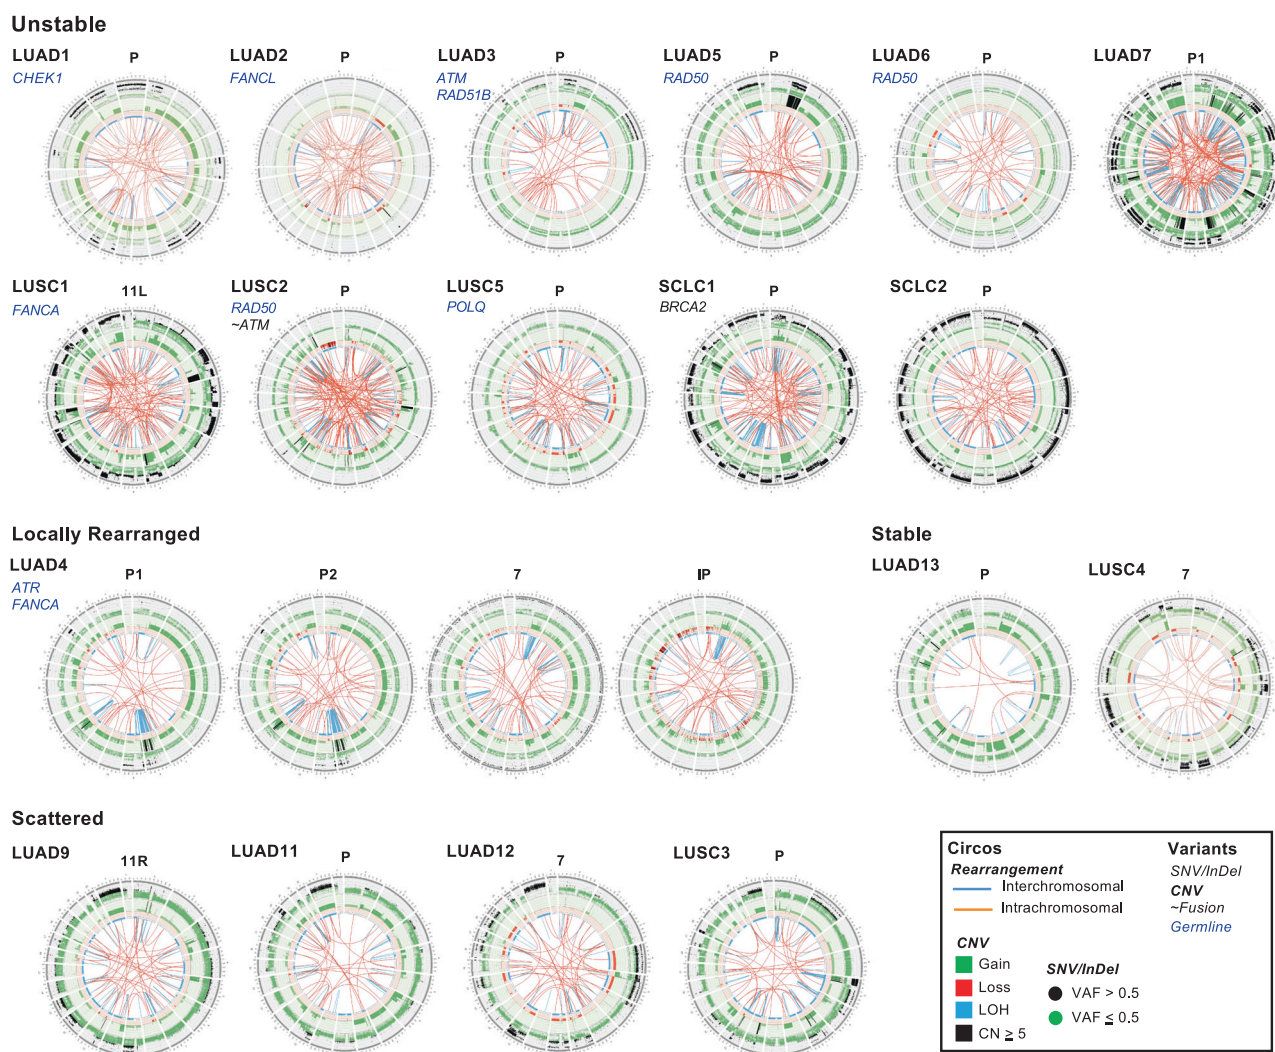 Unstable
LUAD1 P
CHEK1
LUAD2 P
FANCL
LUAD3 P
ATM
RAD51B
LUAD5 P
RAD50
LUAD6 P
RAD50
LUAD7 P1
LUSC1 11L
FANCA
LUSC2 P
RAD50
~ATM
LUSC5 P
POLQ
SCLC1 P
BRCA2
SCLC2 P
Locally Rearranged
LUAD4 P1 P2 7 IP
ATR
FANCA
Stable
LUAD13 P
LUSC4 7
Scattered
LUAD9 11R
LUAD11 P
LUAD12 7
LUSC3 P
Circos
Rearrangement
Interchromosomal
Intrachromosomal
CNV
Gain
Loss
LOH
CN ≥ 5
SNV/InDel
VAF > 0.5
VAF ≤ 0.5
Variants
SNV/InDel
CNV
~Fusion
Germline